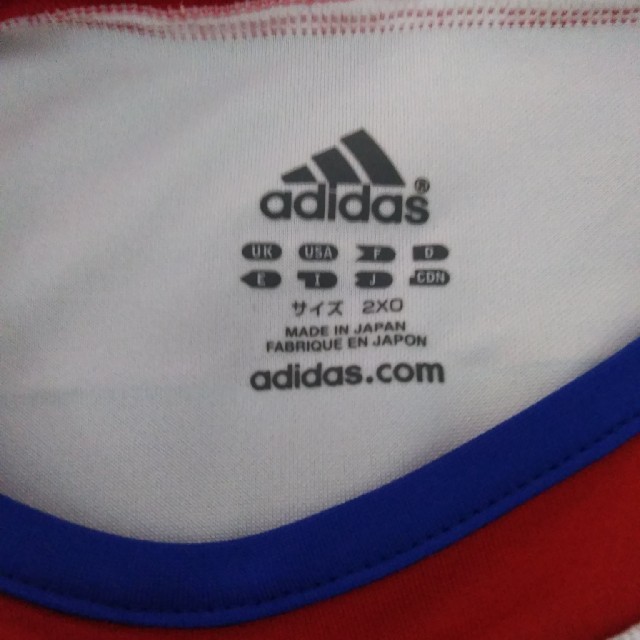 adidas®
UK USA F D
E I J CDN
サイズ 2XO
MADE IN JAPAN
FABRIQUE EN JAPON
adidas.com